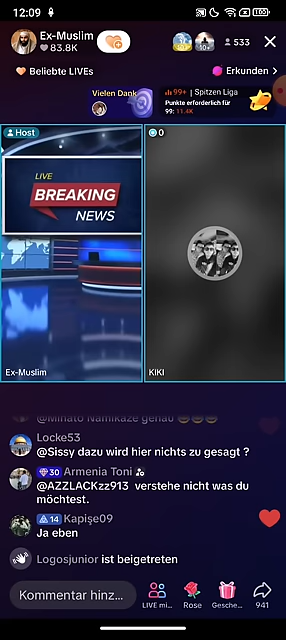 12:09
100
Ex-Muslim
83.8K
10+
533
Beliebte LIVEs
Erkunden
Vielen Dank
99+ | Spitzen Liga
Punkte erforderlich für
99: 11.4K
Host
0
LIVE
BREAKING
NEWS
Ex-Muslim
KIKI
@Minato Namikaze genau
Locke53
@Sissy dazu wird hier nichts zu gesagt ?
30 Armenia Toni
@AZZLACKzz913 verstehe nicht was du
möchtest.
14 Kapişe09
Ja eben
Logosjunior ist beigetreten
Kommentar hinz...
LIVE mi...
Rose
Gesche...
941